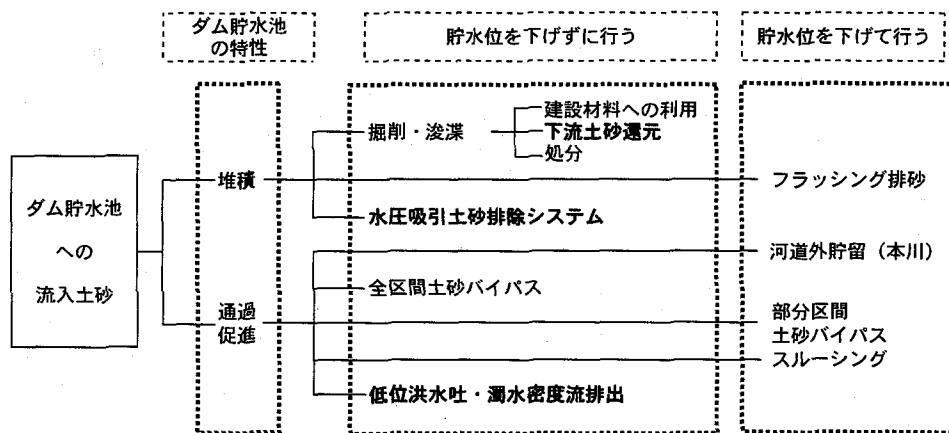 ダム貯水池
の特性
貯水位を下げずに行う
貯水位を下げて行う
ダム貯水池
への
流入土砂
堆積
掘削・浚渫
建設材料への利用
下流土砂還元
処分
フラッシング排砂
水圧吸引土砂排除システム
通過
促進
河道外貯留（本川）
全区間土砂バイパス
部分区間
土砂バイパス
スルーシング
低位洪水吐・濁水密度流排出